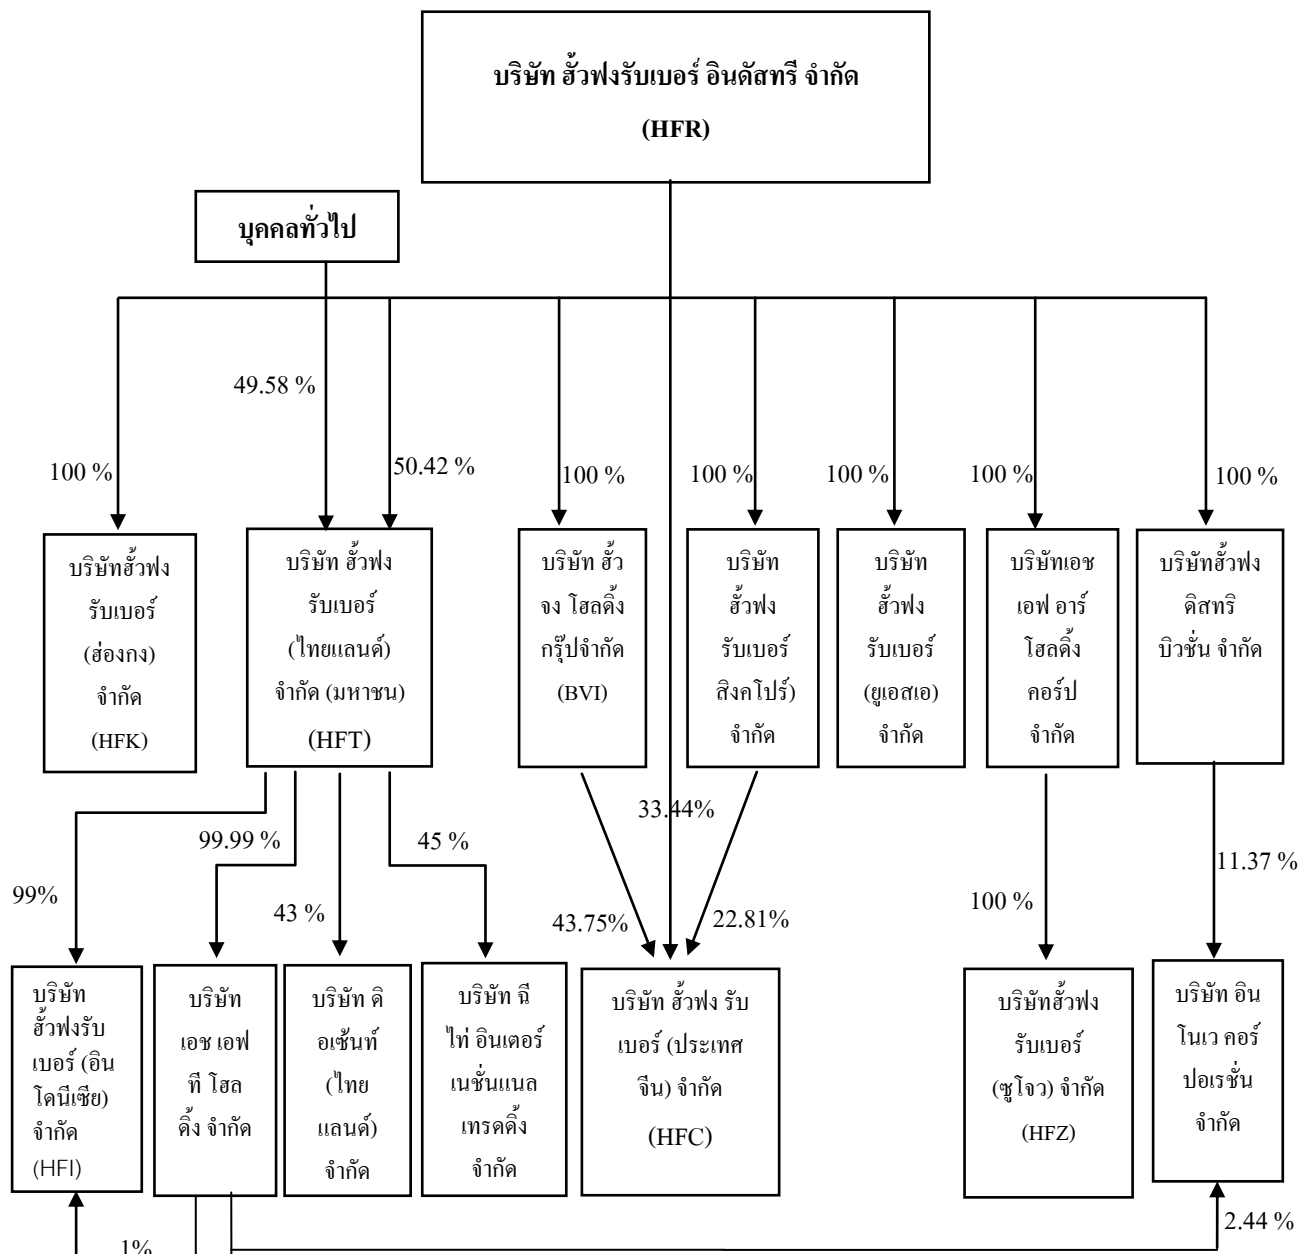 บริษัท ฮั้วฟงรับเบอร์ อินดัสทรี จำกัด
(HFR)
บุคคลทั่วไป
49.58 %
100 %
50.42 %
100 %
100 %
100 %
100 %
100 %
บริษัทฮั้วฟง
รับเบอร์
(ฮ่องกง)
จำกัด
(HFK)
บริษัท ฮั้วฟง
รับเบอร์
(ไทยแลนด์)
จำกัด (มหาชน)
(HFT)
บริษัท ฮั้ว
จง โฮลดิ้ง
กรุ๊ปจำกัด
(BVI)
บริษัท
ฮั้วฟง
รับเบอร์
สิงคโปร์)
จำกัด
บริษัท
ฮั้วฟง
รับเบอร์
(ยูเอสเอ)
จำกัด
บริษัทเอช
เอฟ อาร์
โฮลดิ้ง
คอร์ป
จำกัด
บริษัทฮั้วฟง
ดิสทริ
บิวชั่น จำกัด
99%
99.99 %
43 %
45 %
43.75%
33.44%
22.81%
100 %
11.37 %
บริษัท
ฮั้วฟงรับ
เบอร์ (อิน
โดนีเซีย)
จำกัด
(HFI)
บริษัท
เอช เอฟ
ที โฮล
ดิ้ง จำกัด
บริษัท ดิ
อเซ้นท์
(ไทย
แลนด์)
จำกัด
บริษัท ฉี
ไท่ อินเตอร์
เนชั่นแนล
เทรดดิ้ง
จำกัด
บริษัท ฮั้วฟง รับ
เบอร์ (ประเทศ
จีน) จำกัด
(HFC)
บริษัทฮั้วฟง
รับเบอร์
(ซูโจว) จำกัด
(HFZ)
บริษัท อิน
โนเว คอร์
ปอเรชั่น
จำกัด
1%
2.44 %